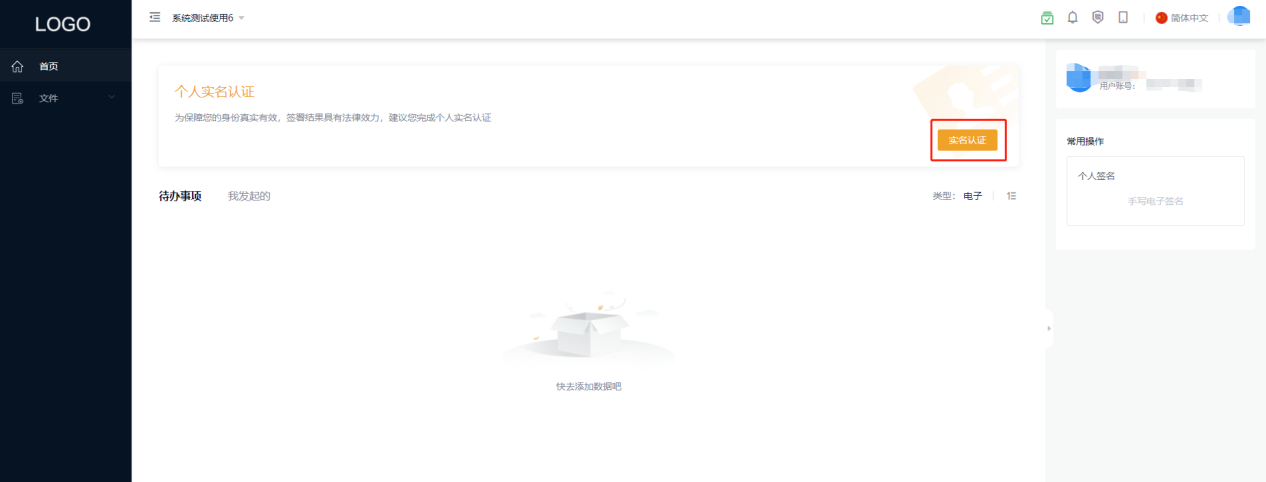 LOGO
系统测试使用6
简体中文
首页
文件
个人实名认证
为保障您的身份真实有效，签署结果具有法律效力，建议您完成个人实名认证
实名认证
待办事项
我发起的
类型： 电子
快去添加数据吧
用户账号：
常用操作
个人签名
手写电子签名